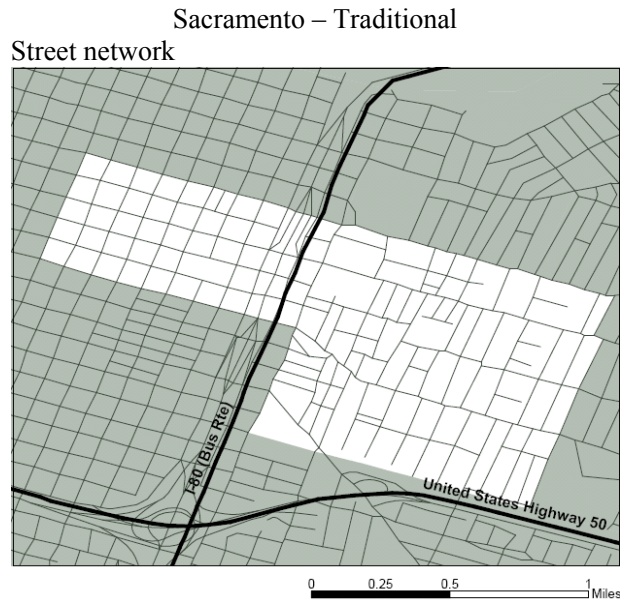 Sacramento – Traditional
Street network
I-80 (Bus Rte)
United States Highway 50
0 0.25 0.5 1
Miles